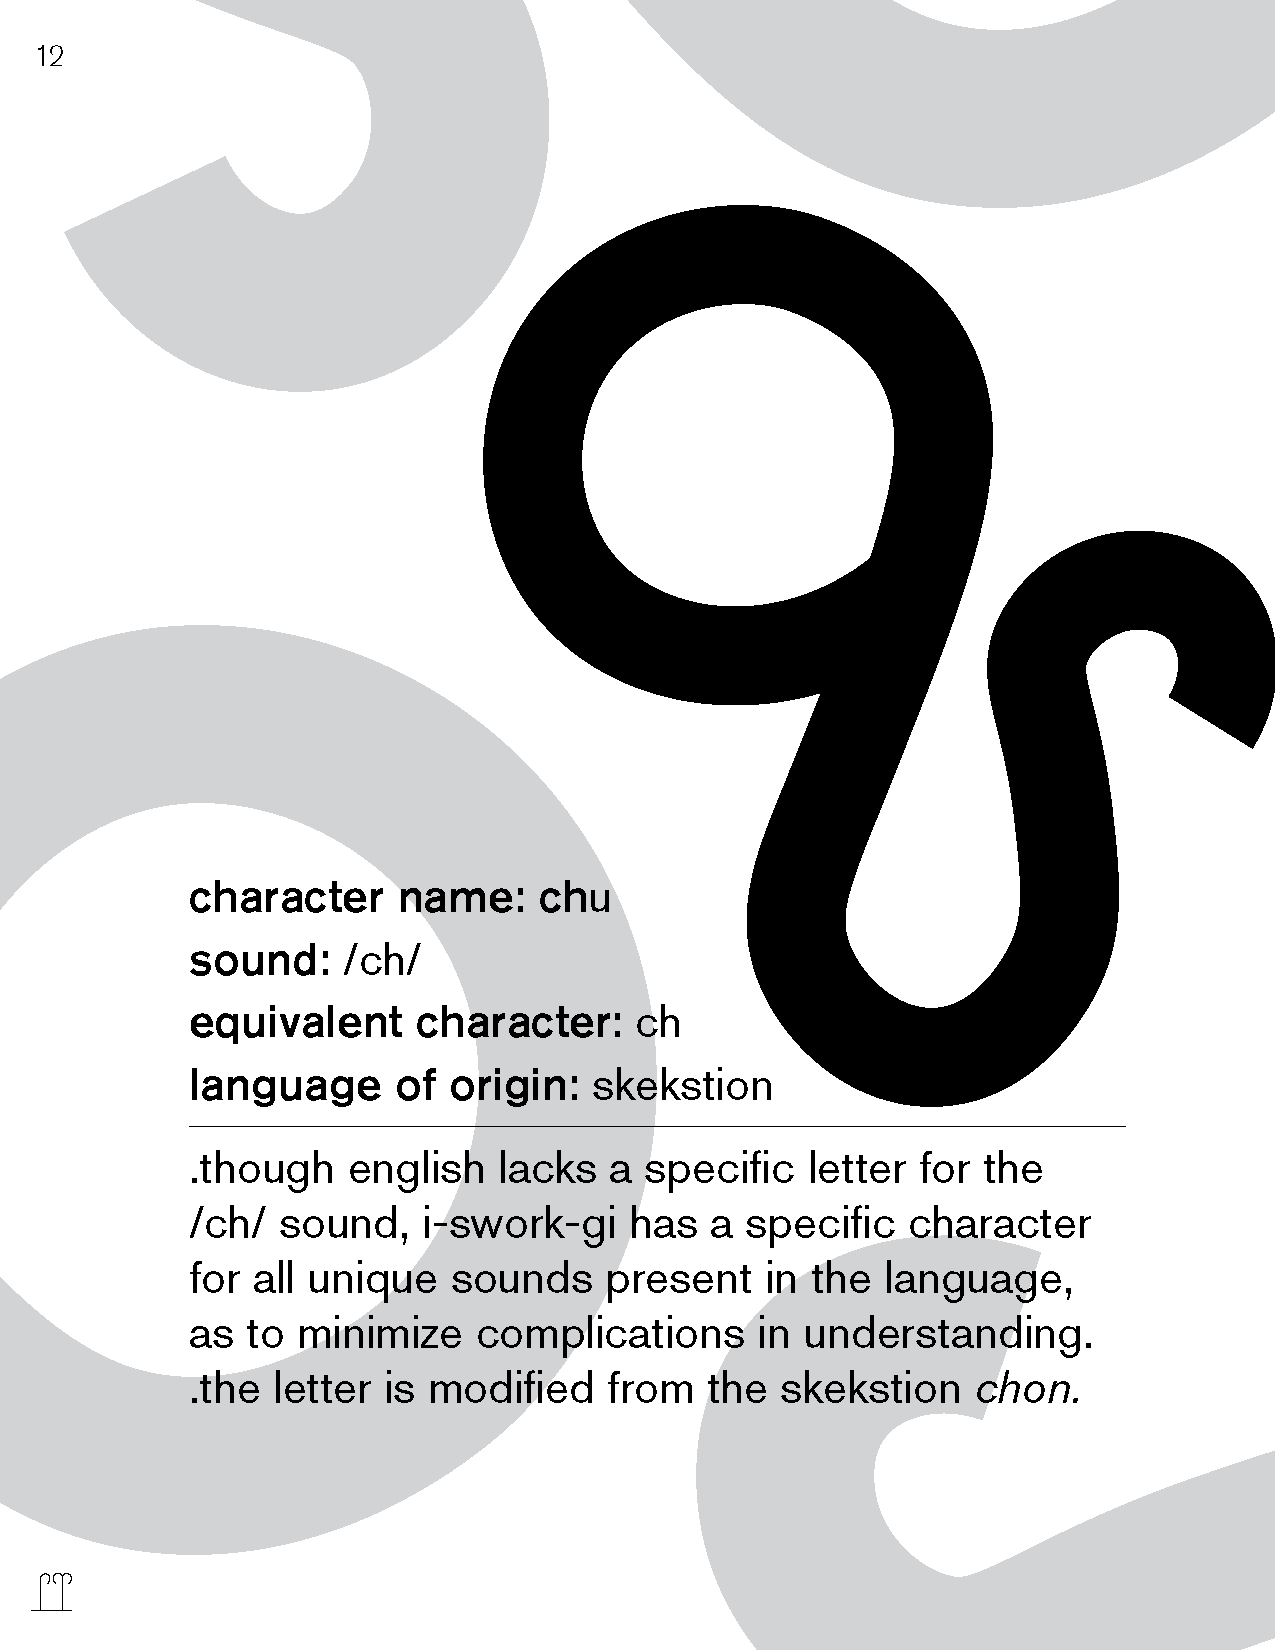 12
character name: chu
sound: /ch/
equivalent character: ch
language of origin: skekstion
.though english lacks a specific letter for the
/ch/ sound, i-swork-gi has a specific character
for all unique sounds present in the language,
as to minimize complications in understanding.
.the letter is modified from the skekstion chon.